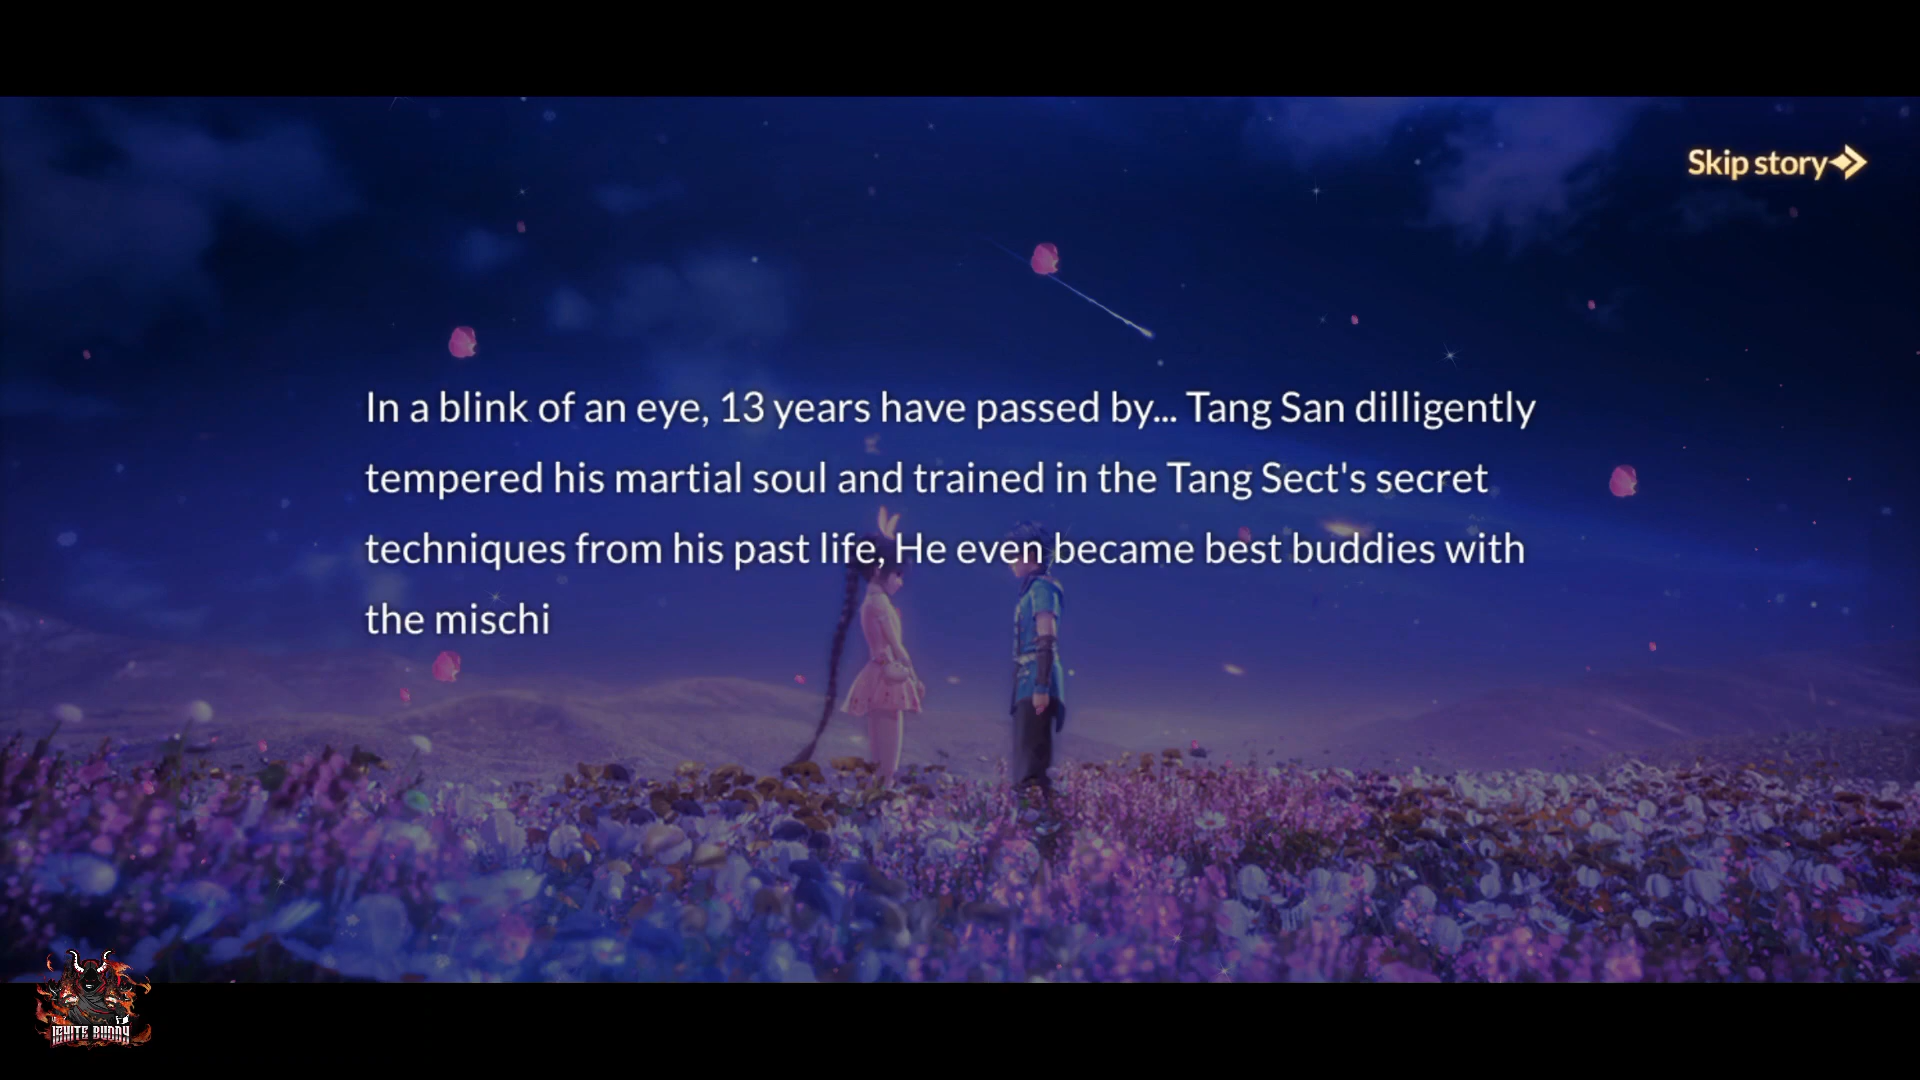 Skip story
In a blink of an eye, 13 years have passed by... Tang San dilligently
tempered his martial soul and trained in the Tang Sect's secret
techniques from his past life, He even became best buddies with
the mischi
IGNITE BUDDY